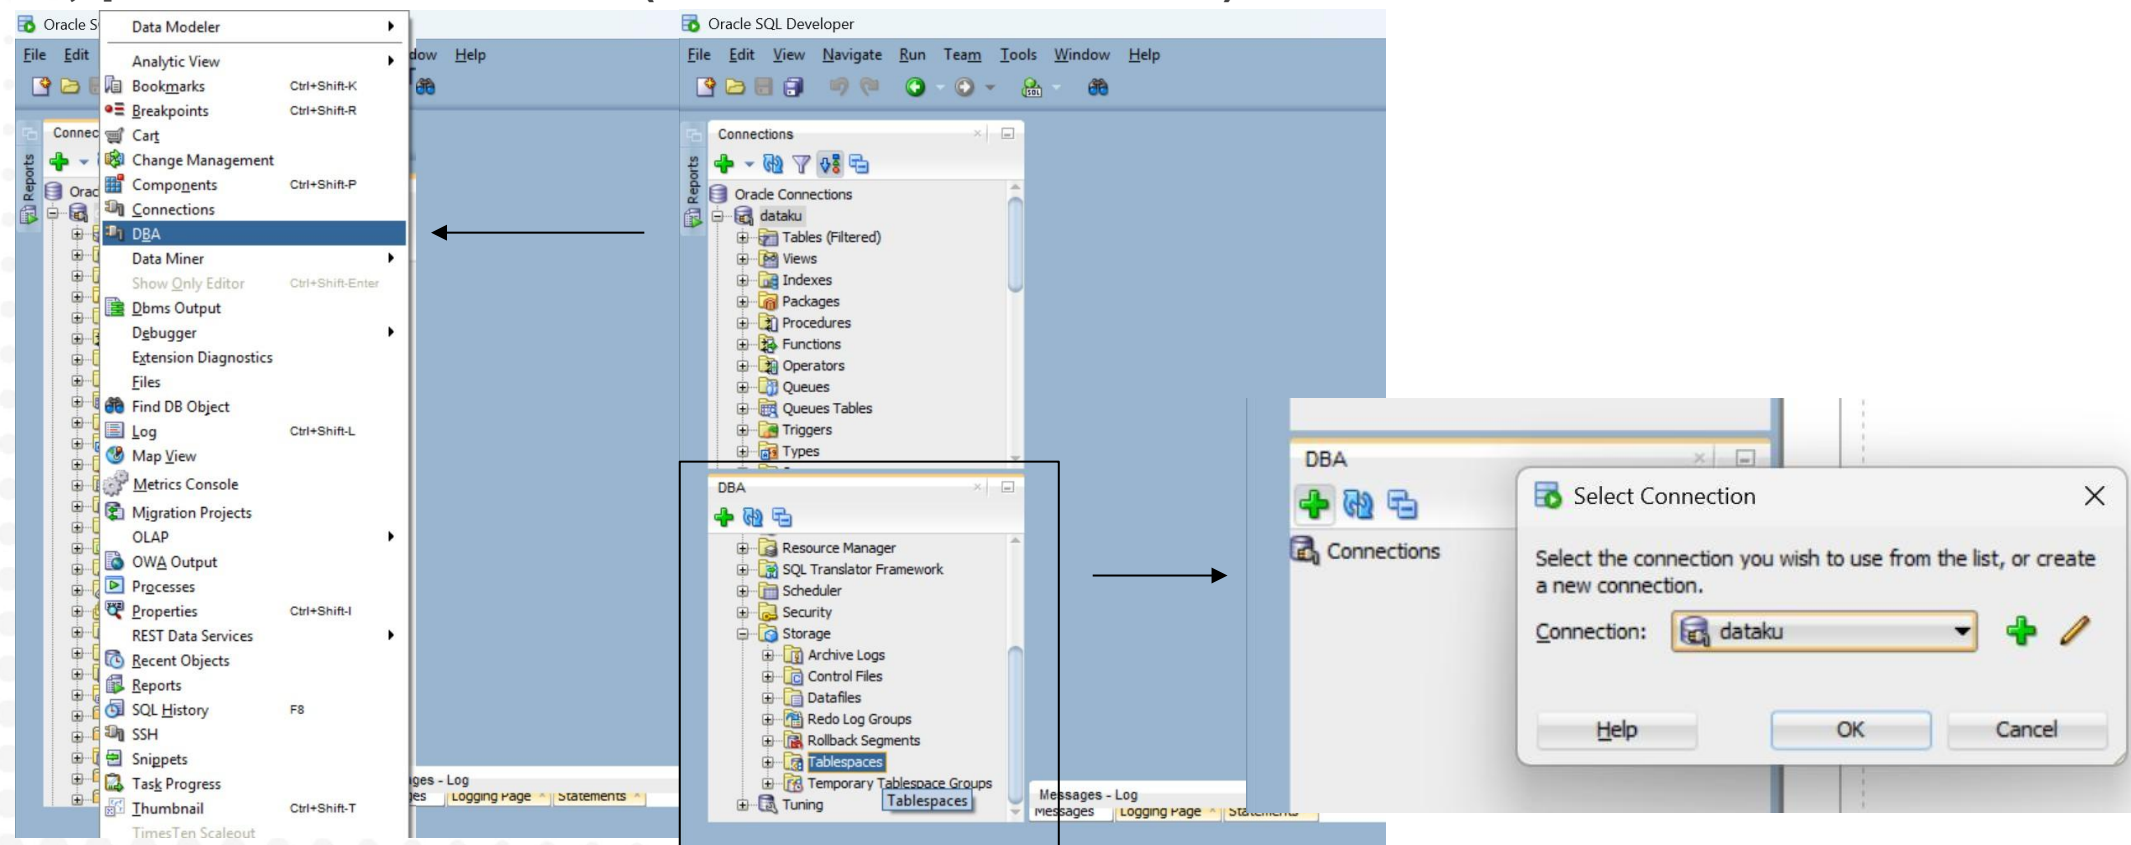 Oracle S
File Edit
dow Help
Data Modeler
Analytic View
Bookmarks Ctrl+Shift-K
Breakpoints Ctrl+Shift-R
Cart
Change Management
Components Ctrl+Shift-P
Connections
DBA
Data Miner
Show Only Editor Ctrl+Shift-Enter
Dbms Output
Debugger
Extension Diagnostics
Files
Find DB Object
Log Ctrl+Shift-L
Map View
Metrics Console
Migration Projects
OLAP
OWA Output
Processes
Properties Ctrl+Shift-I
REST Data Services
Recent Objects
Reports
SQL History F8
SSH
Snippets
Task Progress
Thumbnail Ctrl+Shift-T
TimesTen Scaleout
Connec
Reports
Orac
ges - Log
ges Logging Page Statements
Oracle SQL Developer
File Edit View Navigate Run Team Tools Window Help
SQL
Connections
Reports
Oracle Connections
dataku
Tables (Filtered)
Views
Indexes
Packages
Procedures
Functions
Operators
Queues
Queues Tables
Triggers
Types
DBA
Resource Manager
SQL Translator Framework
Scheduler
Security
Storage
Archive Logs
Control Files
Datafiles
Redo Log Groups
Rollback Segments
Tablespaces
Temporary Tablespace Groups
Tablespaces
Tuning
Messages - Log
Messages Logging Page Statements
DBA
Connections
Select Connection
Select the connection you wish to use from the list, or create
a new connection.
Connection: dataku
Help OK Cancel